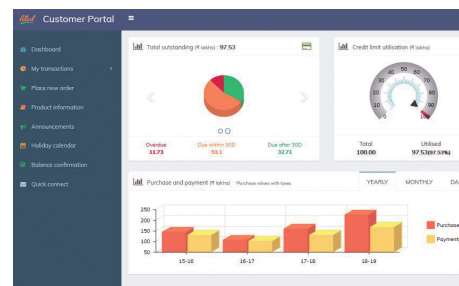 Customer Portal
Dashboard
My transactions
Place new order
Product information
Announcements
Holiday calendar
Balance confirmation
Quick connect
Total outstanding (₹ lakhs) : 97.53
Overdue Due within 30D Due after 30D
11.73 53.1 32.71
Credit limit utilisation (₹ lakhs)
40 50 60
30 70
20 80
10 90
0 100
Total Utilised
100.00 97.53(97.53%)
Purchase and payment (₹ lakhs) *Purchase values with taxes YEARLY MONTHLY DA
250
200
150
100
50
15-16 16-17 17-18 18-19
Purchase
Payment